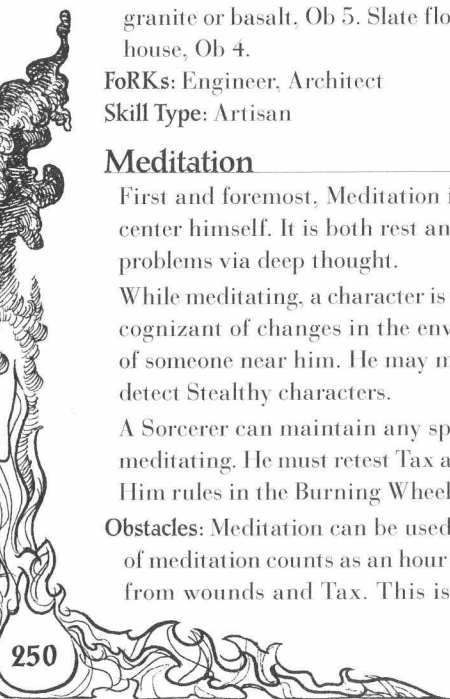 granite or basalt, Ob 5. Slate flo
house, Ob 4.
FoRKs: Engineer, Architect
Skill Type: Artisan
Meditation
First and foremost, Meditation i
center himself. It is both rest an
problems via deep thought.
While meditating, a character is
cognizant of changes in the env
of someone near him. He may m
detect Stealthy characters.
A Sorcerer can maintain any sp
meditating. He must retest Tax a
Him rules in the Burning Wheel
Obstacles: Meditation can be used
of meditation counts as an hour
from wounds and Tax. This is
250